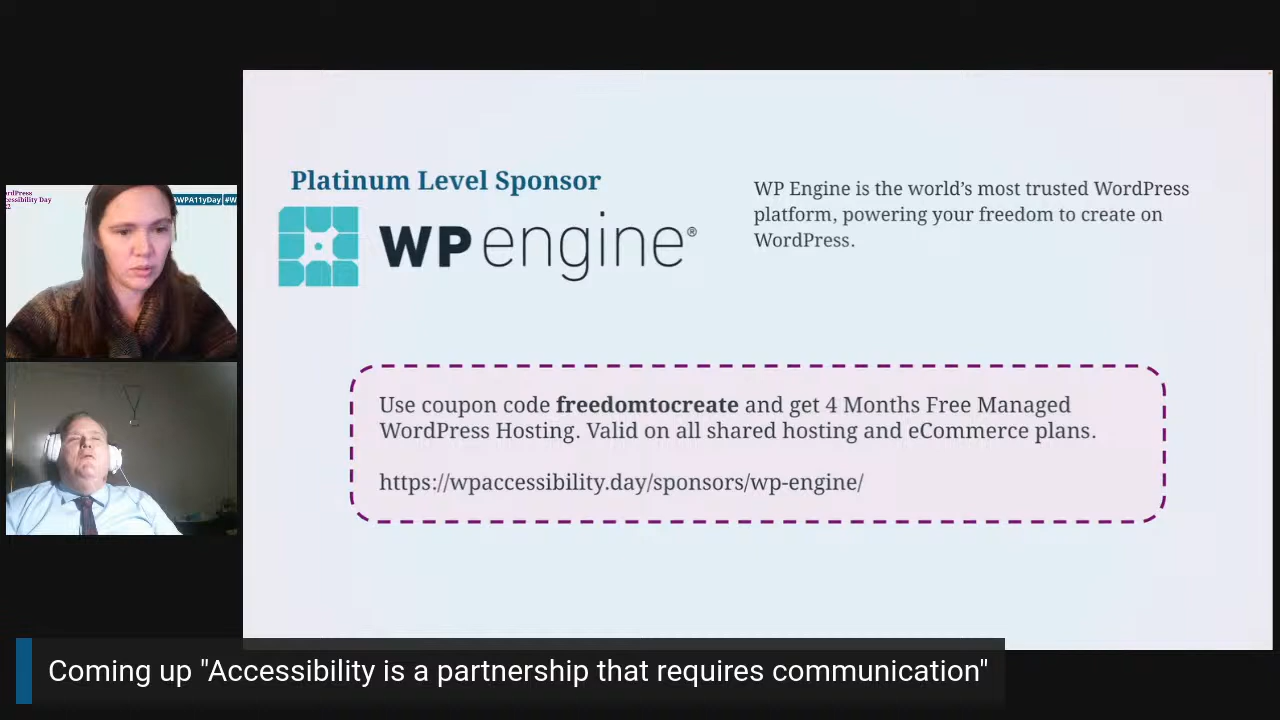 Platinum Level Sponsor
WP engine®
WP Engine is the world’s most trusted WordPress
platform, powering your freedom to create on
WordPress.
#WPA11yDay
Use coupon code freedomtocreate and get 4 Months Free Managed
WordPress Hosting. Valid on all shared hosting and eCommerce plans.
https://wpaccessibility.day/sponsors/wp-engine/
Coming up "Accessibility is a partnership that requires communication"